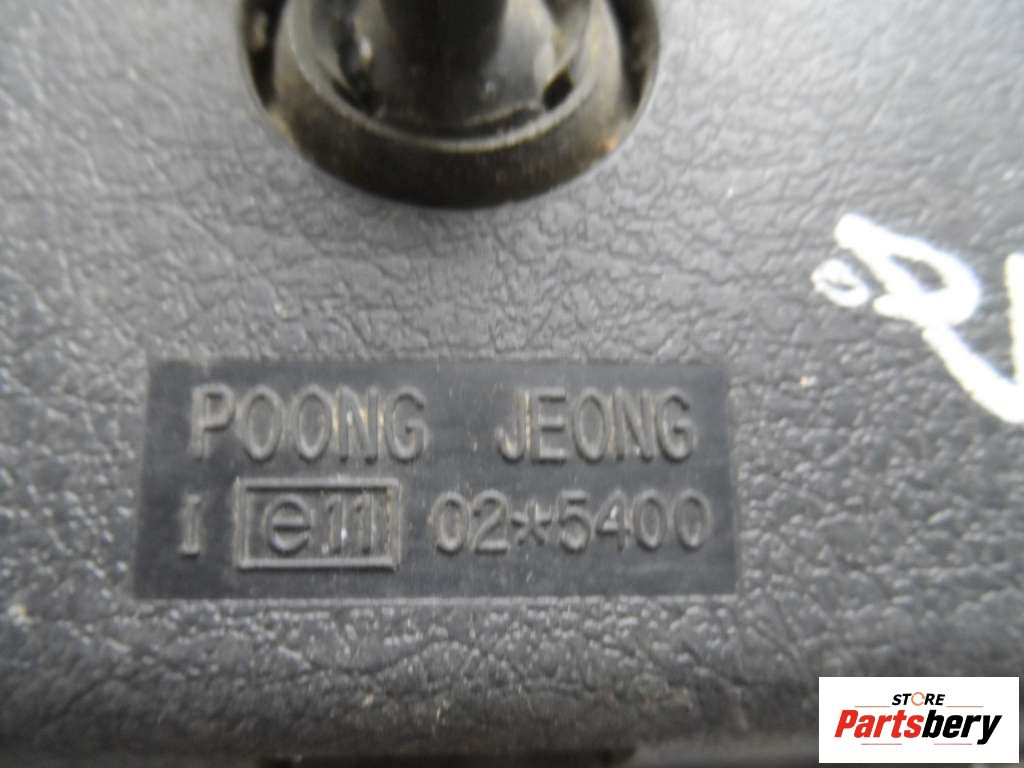 POONG JEONG
I e11 02*5400
STORE
Partsbery